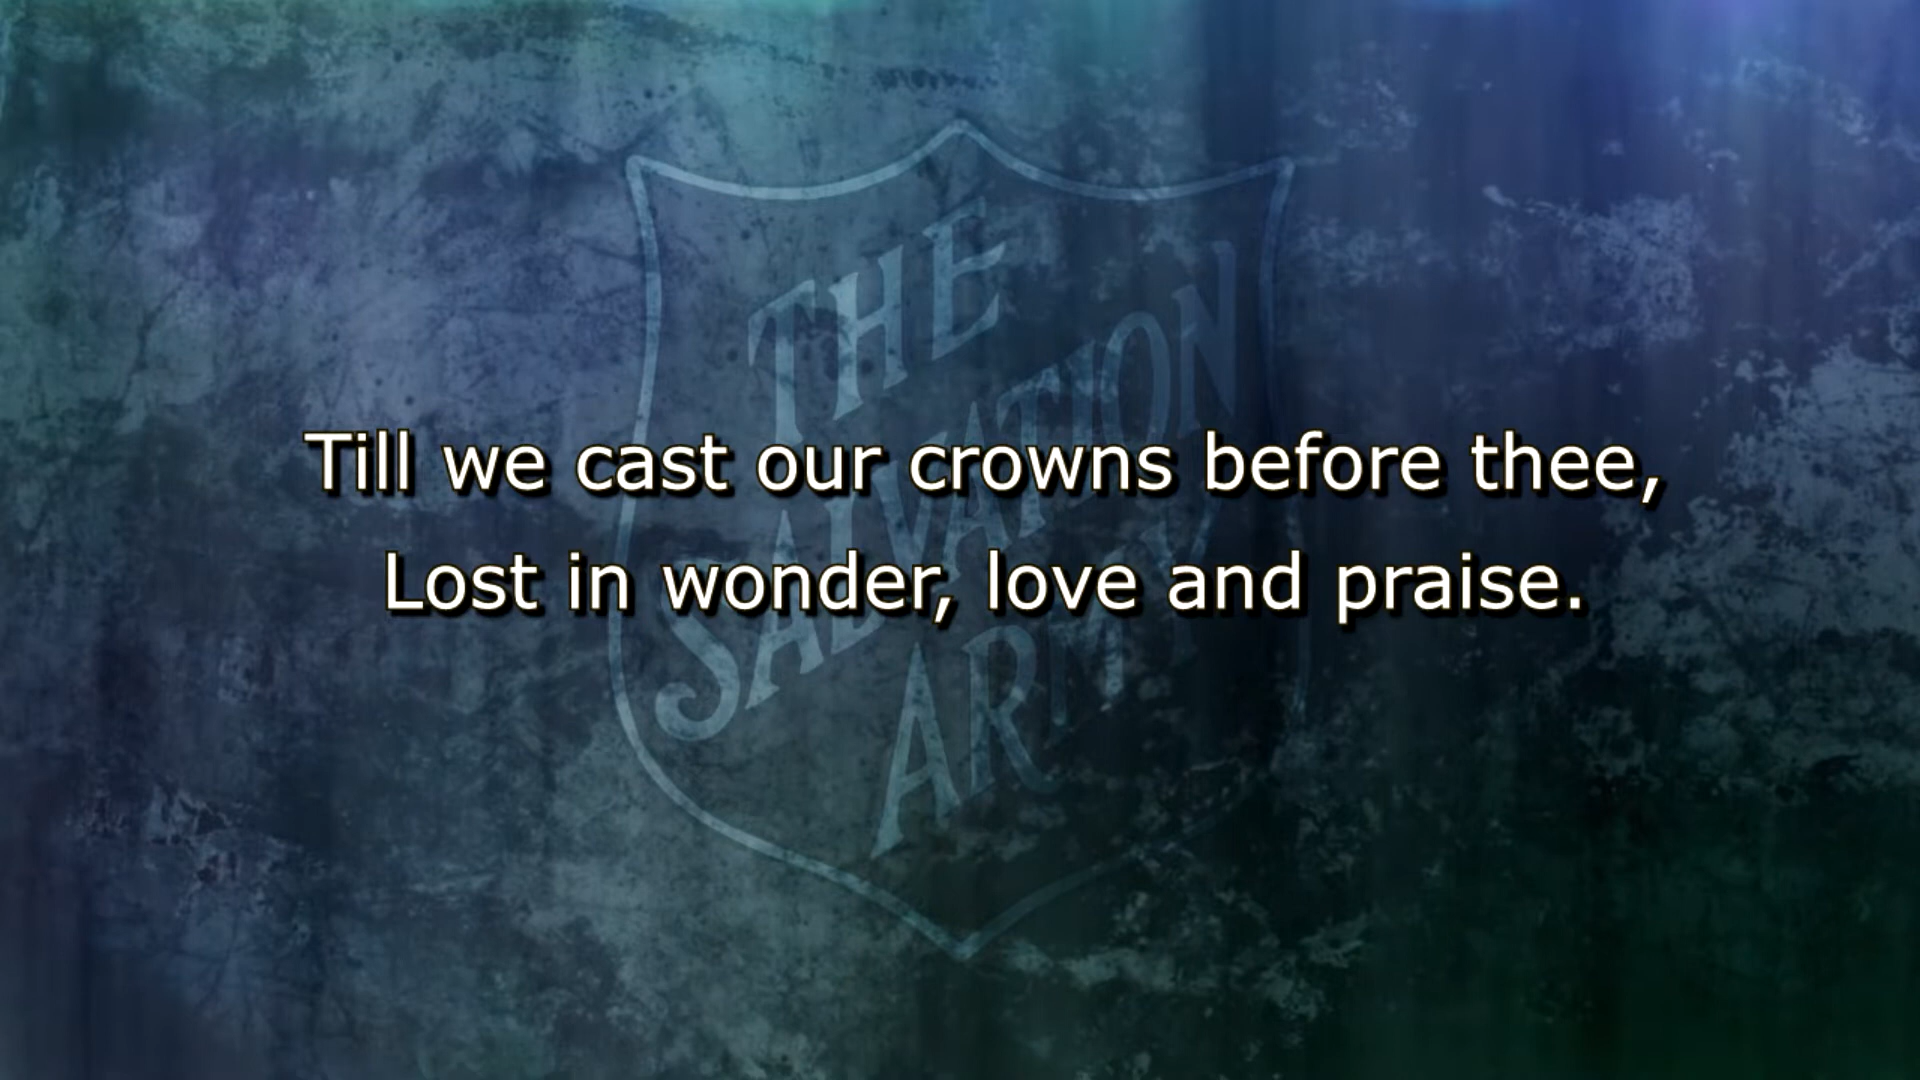 THE
SALVATION
ARMY
Till we cast our crowns before thee,
Lost in wonder, love and praise.